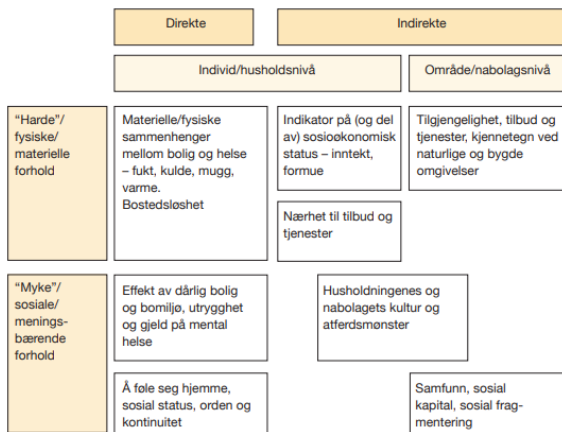 Direkte
Indirekte
Individ/husholdsnivå
Område/nabolagsnivå
“Harde”/
fysiske/
materielle
forhold
Materielle/fysiske
sammenhenger
mellom bolig og helse
– fukt, kulde, mugg,
varme.
Bostedsløshet
Indikator på (og del
av) sosioøkonomisk
status – inntekt,
formue
Tilgjengelighet, tilbud og
tjenester, kjennetegn ved
naturlige og bygde
omgivelser
Nærhet til tilbud og
tjenester
“Myke”/
sosiale/
menings-
bærende
forhold
Effekt av dårlig bolig
og bomiljø, utrygghet
og gjeld på mental
helse
Husholdningenes og
nabolagets kultur og
atferdsmønster
Å føle seg hjemme,
sosial status, orden og
kontinuitet
Samfunn, sosial
kapital, sosial frag-
mentering